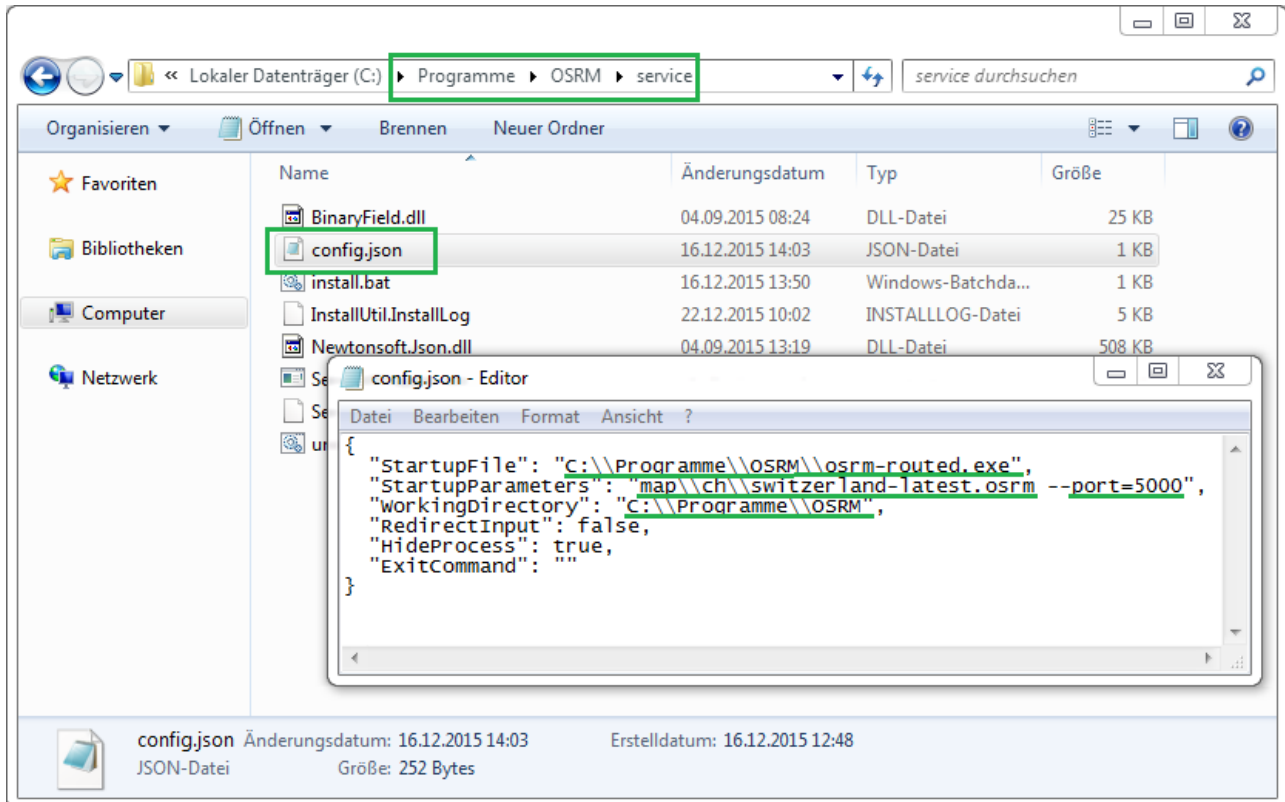 « Lokaler Datenträger (C:) ▸ Programme ▸ OSRM ▸ service
service durchsuchen
Organisieren ▾ Öffnen ▾ Brennen Neuer Ordner
Favoriten
Bibliotheken
Computer
Netzwerk
Name Änderungsdatum Typ Größe
BinaryField.dll 04.09.2015 08:24 DLL-Datei 25 KB
config.json 16.12.2015 14:03 JSON-Datei 1 KB
install.bat 16.12.2015 13:50 Windows-Batchda... 1 KB
InstallUtil.InstallLog 22.12.2015 10:02 INSTALLLOG-Datei 5 KB
Newtonsoft.Json.dll 04.09.2015 13:19 DLL-Datei 508 KB
Se
Se
un
config.json - Editor
Datei Bearbeiten Format Ansicht ?
{
"StartupFile": "C:\\Programme\\OSRM\\osrm-routed.exe",
"StartupParameters": "map\\ch\\switzerland-latest.osrm --port=5000",
"WorkingDirectory": "C:\\Programme\\OSRM",
"RedirectInput": false,
"HideProcess": true,
"ExitCommand": ""
}
config.json Änderungsdatum: 16.12.2015 14:03 Erstelldatum: 16.12.2015 12:48
JSON-Datei Größe: 252 Bytes